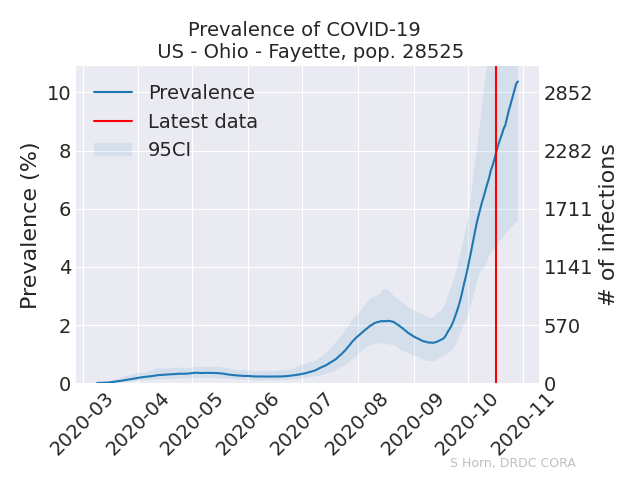 Prevalence of COVID-19
US - Ohio - Fayette, pop. 28525
Prevalence
Latest data
95CI
Prevalence (%)
10
8
6
4
2
0
2852
2282
1711
1141
570
0
# of infections
2020-03
2020-04
2020-05
2020-06
2020-07
2020-08
2020-09
2020-10
2020-11
S Horn, DRDC CORA